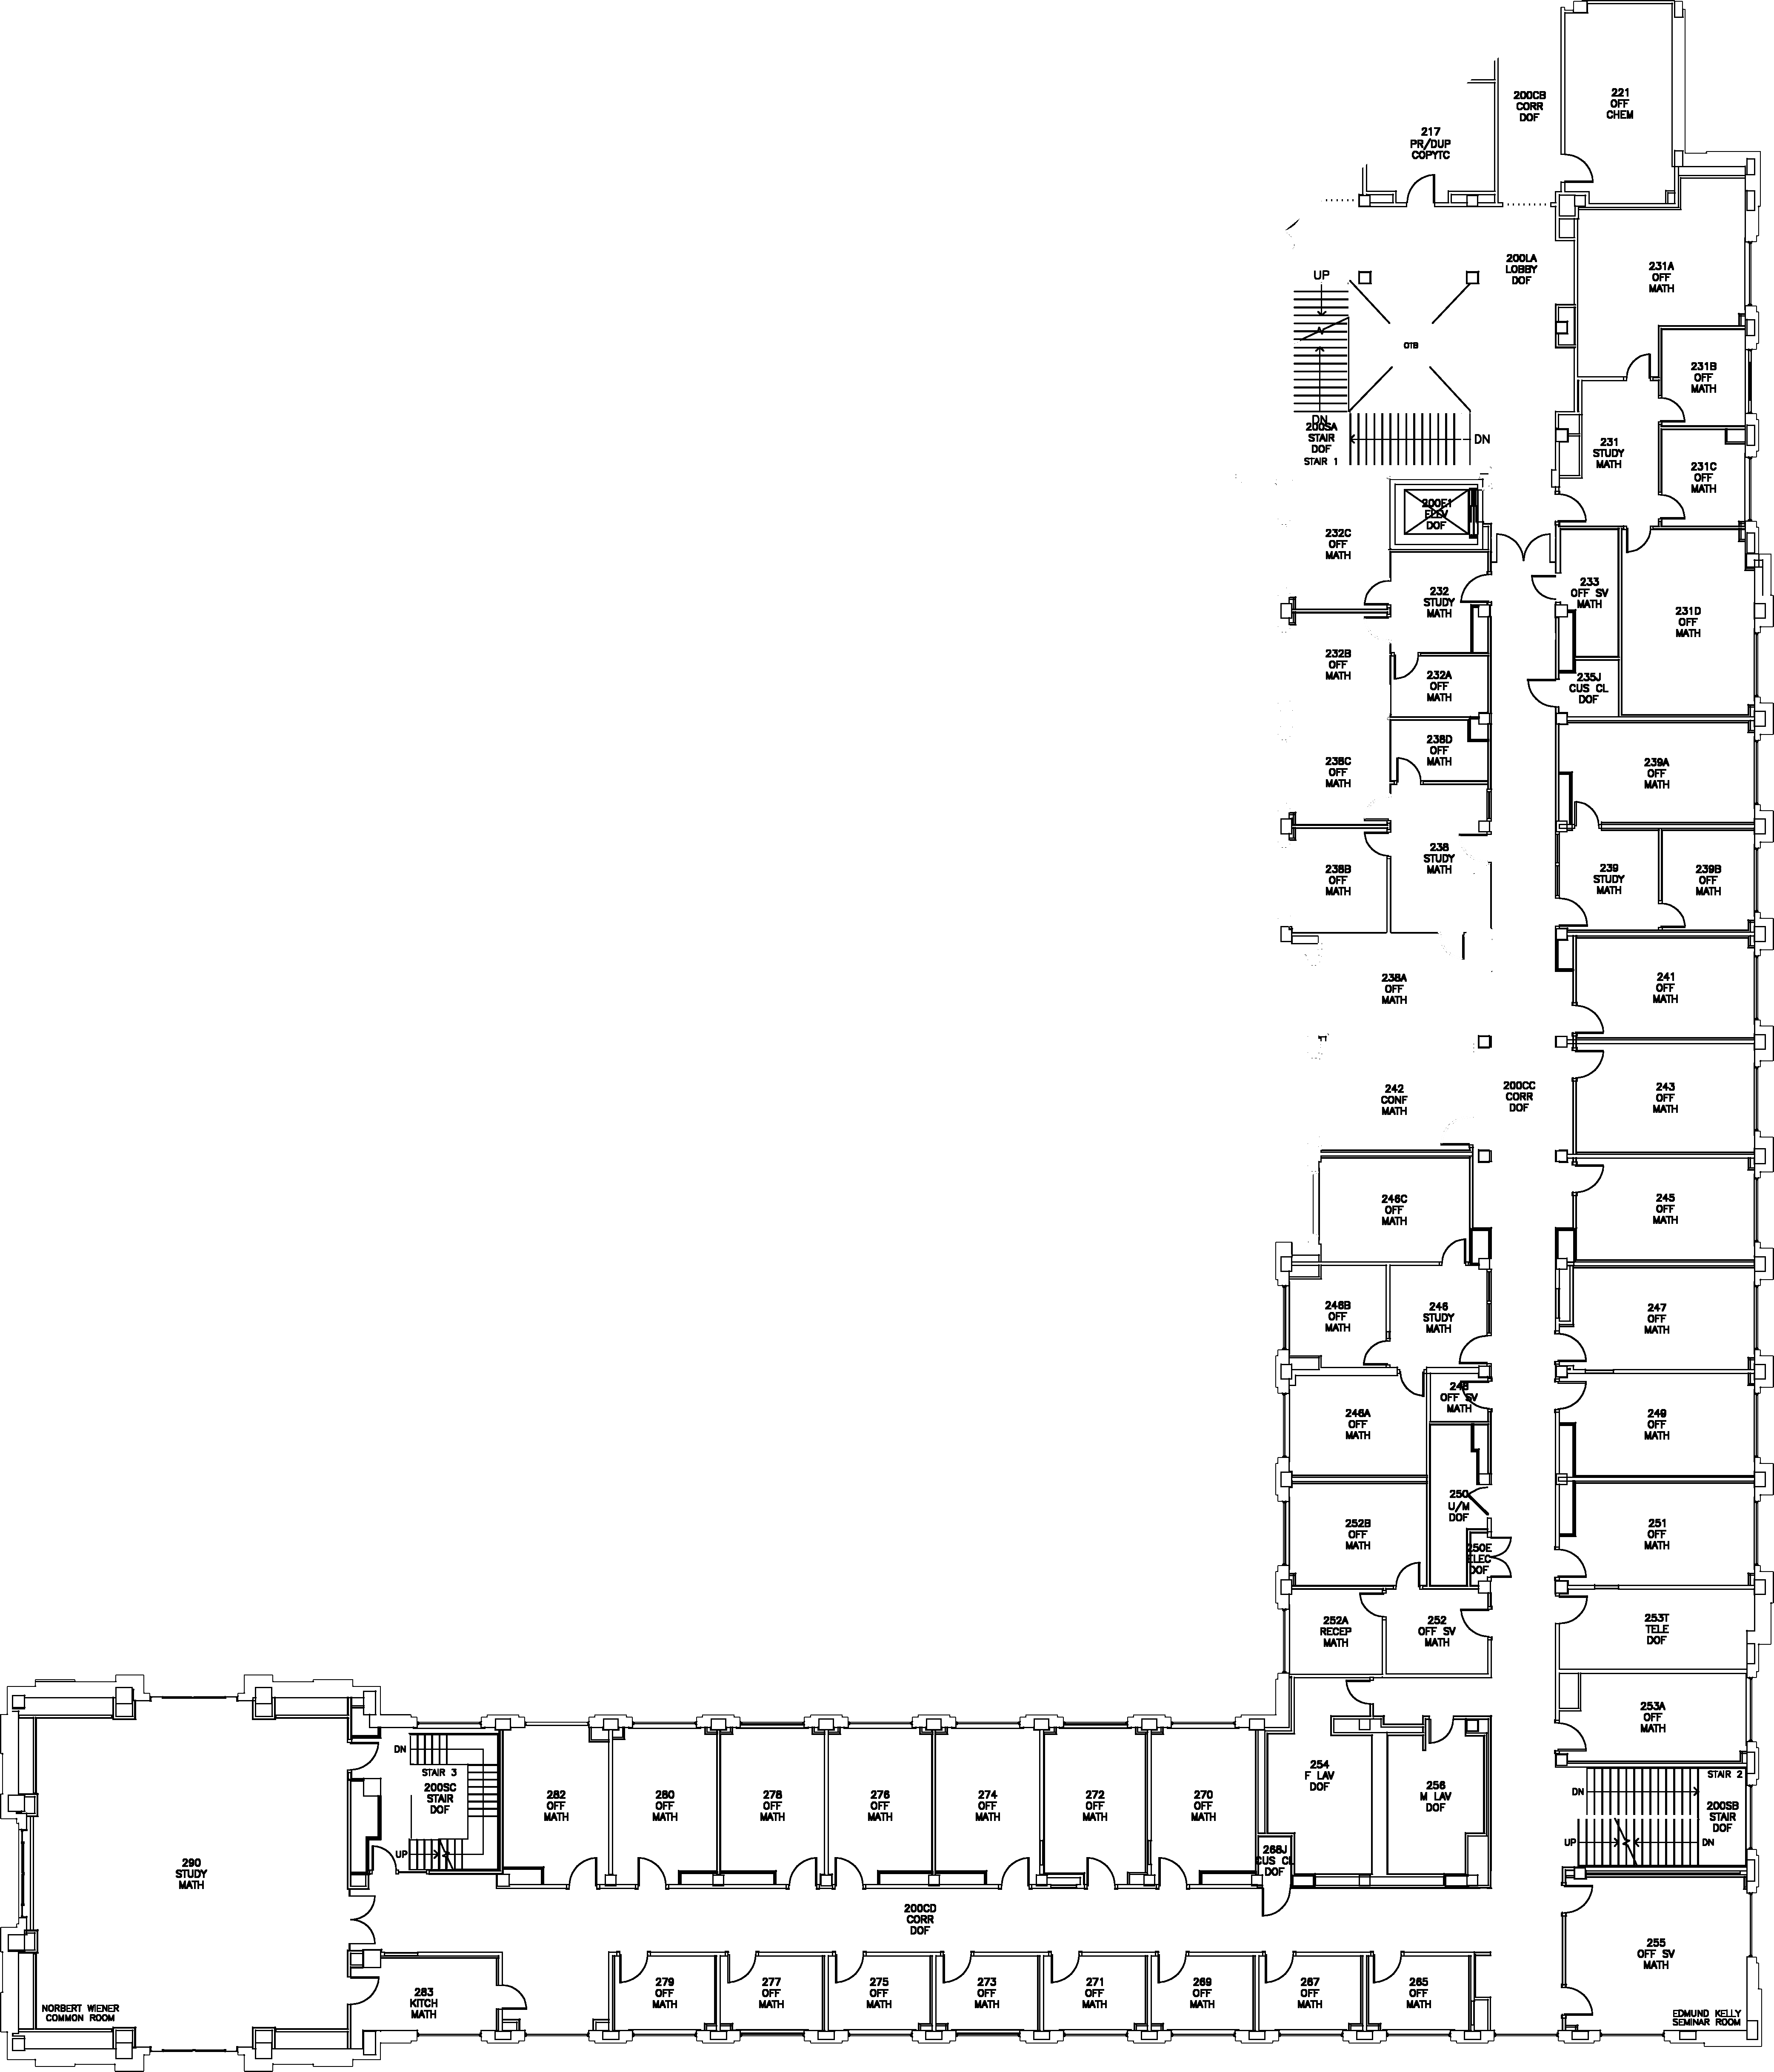 200CB
CORR
DOF
221
OFF
CHEM
217
PR/DUP
COPYTC
200LA
LOBBY
DOF
231A
OFF
MATH
UP
OTB
231B
OFF
MATH
DN
200SA
STAIR
DOF
STAIR 1
DN
231
STUDY
MATH
231C
OFF
MATH
200E1
ELEV
DOF
232C
OFF
MATH
232
STUDY
MATH
233
OFF SV
MATH
231D
OFF
MATH
232B
OFF
MATH
232A
OFF
MATH
235J
CUS CL
DOF
238D
OFF
MATH
238C
OFF
MATH
239A
OFF
MATH
238
STUDY
MATH
238B
OFF
MATH
239
STUDY
MATH
239B
OFF
MATH
238A
OFF
MATH
241
OFF
MATH
242
CONF
MATH
200CC
CORR
DOF
243
OFF
MATH
246C
OFF
MATH
245
OFF
MATH
246B
OFF
MATH
246
STUDY
MATH
247
OFF
MATH
248
OFF SV
MATH
246A
OFF
MATH
249
OFF
MATH
250
U/M
DOF
252B
OFF
MATH
250E
ELEC
DOF
251
OFF
MATH
252A
RECEP
MATH
252
OFF SV
MATH
253T
TELE
DOF
253A
OFF
MATH
DN
STAIR 3
200SC
STAIR
DOF
UP
282
OFF
MATH
280
OFF
MATH
278
OFF
MATH
276
OFF
MATH
274
OFF
MATH
272
OFF
MATH
270
OFF
MATH
254
F LAV
DOF
256
M LAV
DOF
268J
CUS CL
DOF
STAIR 2
DN
200SB
STAIR
DOF
UP
DN
290
STUDY
MATH
200CD
CORR
DOF
255
OFF SV
MATH
283
KITCH
MATH
279
OFF
MATH
277
OFF
MATH
275
OFF
MATH
273
OFF
MATH
271
OFF
MATH
269
OFF
MATH
267
OFF
MATH
265
OFF
MATH
NORBERT WIENER
COMMON ROOM
EDMUND KELLY
SEMINAR ROOM